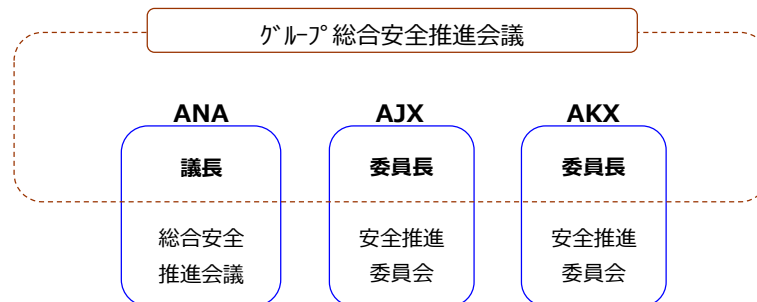 グループ総合安全推進会議
ANA
AJX
AKX
議長
委員長
委員長
総合安全
推進会議
安全推進
委員会
安全推進
委員会